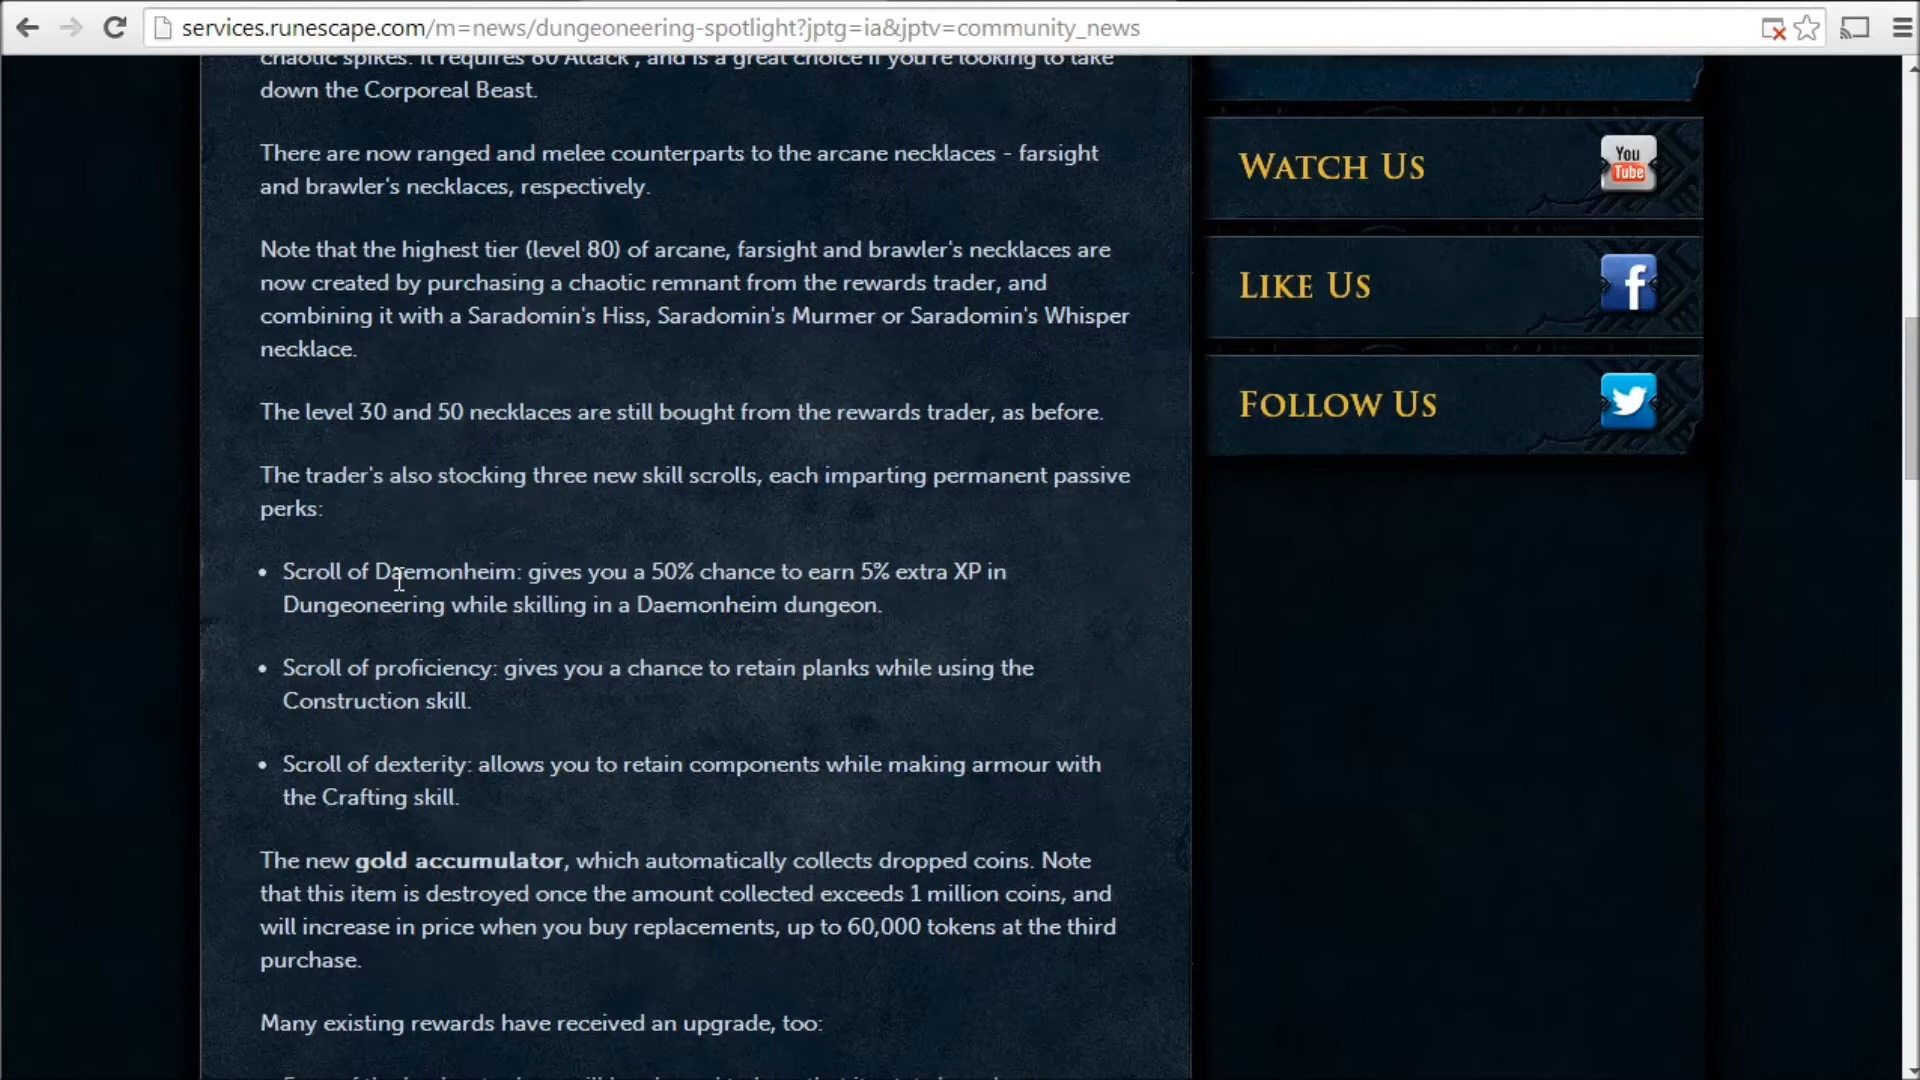 services.runescape.com/m=news/dungeoneering-spotlight?jptg=ia&jptv=community_news
chaotic spikes. It requires 80 Attack , and is a great choice if you're looking to take
down the Corporeal Beast.
There are now ranged and melee counterparts to the arcane necklaces - farsight
and brawler's necklaces, respectively.
Note that the highest tier (level 80) of arcane, farsight and brawler's necklaces are
now created by purchasing a chaotic remnant from the rewards trader, and
combining it with a Saradomin's Hiss, Saradomin's Murmer or Saradomin's Whisper
necklace.
The level 30 and 50 necklaces are still bought from the rewards trader, as before.
The trader's also stocking three new skill scrolls, each imparting permanent passive
perks:
• Scroll of Daemonheim: gives you a 50% chance to earn 5% extra XP in
Dungeoneering while skilling in a Daemonheim dungeon.
• Scroll of proficiency: gives you a chance to retain planks while using the
Construction skill.
• Scroll of dexterity: allows you to retain components while making armour with
the Crafting skill.
The new gold accumulator, which automatically collects dropped coins. Note
that this item is destroyed once the amount collected exceeds 1 million coins, and
will increase in price when you buy replacements, up to 60,000 tokens at the third
purchase.
Many existing rewards have received an upgrade, too:
Watch Us
You
Tube
Like Us
f
Follow Us